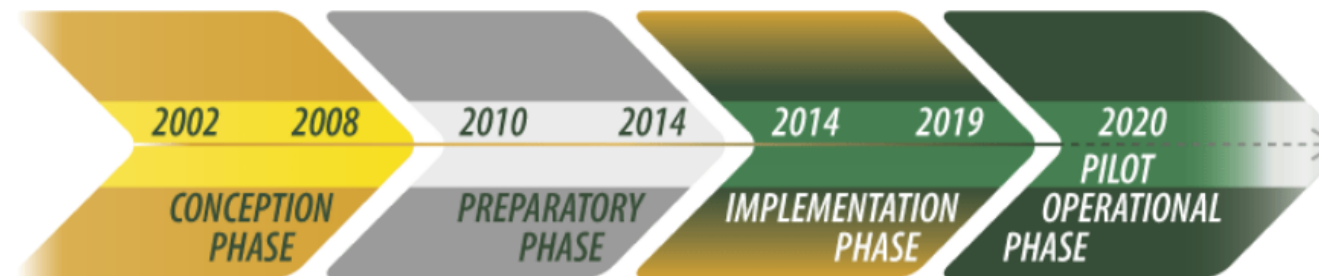 2002 2008
CONCEPTION
PHASE
2010 2014
PREPARATORY
PHASE
2014 2019
IMPLEMENTATION
PHASE
2020
PILOT
OPERATIONAL
PHASE